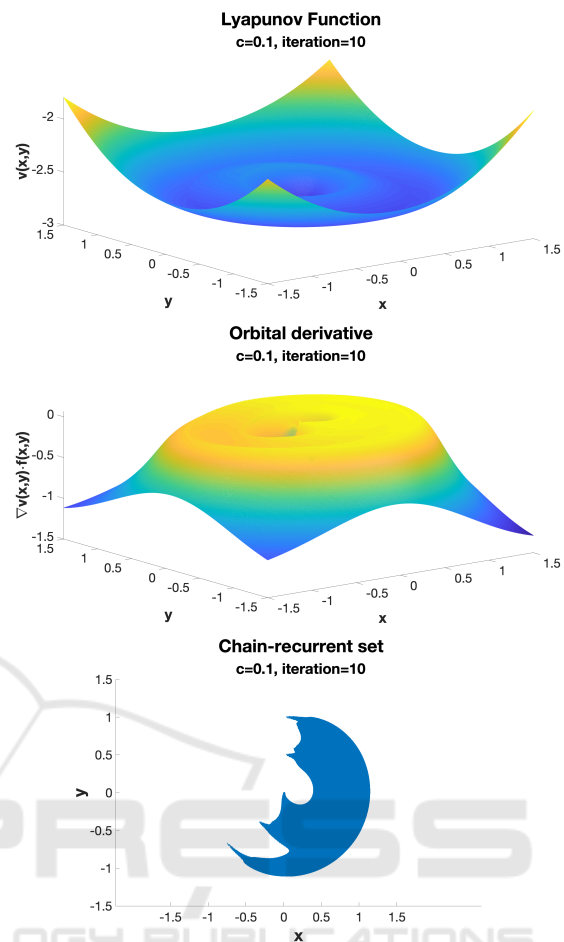 Lyapunov Function
c=0.1, iteration=10
v(x,y)
-2
-2.5
-3
1.5
1
0.5
0
-0.5
-1
-1.5
y
-1.5
-1
-0.5
0
0.5
1
1.5
x
Orbital derivative
c=0.1, iteration=10
∇v(x,y)·f(x,y)
0
-0.5
-1
-1.5
1.5
1
0.5
0
-0.5
-1
-1.5
y
-1.5
-1
-0.5
0
0.5
1
1.5
x
Chain-recurrent set
c=0.1, iteration=10
1.5
1
0.5
0
-0.5
-1
-1.5
y
-1.5 -1 -0.5 0 0.5 1 1.5
x
PRESS
OGY PUBLICATIONS